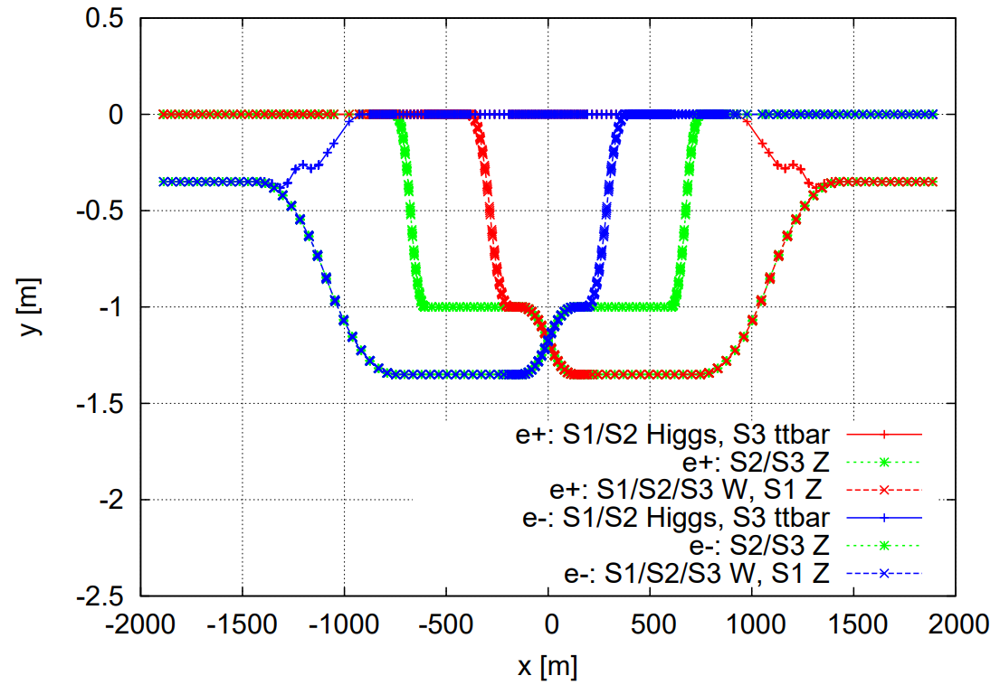 0.5
0
-0.5
-1
-1.5
-2
-2.5
y [m]
e+: S1/S2 Higgs, S3 ttbar
e+: S2/S3 Z
e+: S1/S2/S3 W, S1 Z
e-: S1/S2 Higgs, S3 ttbar
e-: S2/S3 Z
e-: S1/S2/S3 W, S1 Z
-2000 -1500 -1000 -500 0 500 1000 1500 2000
x [m]